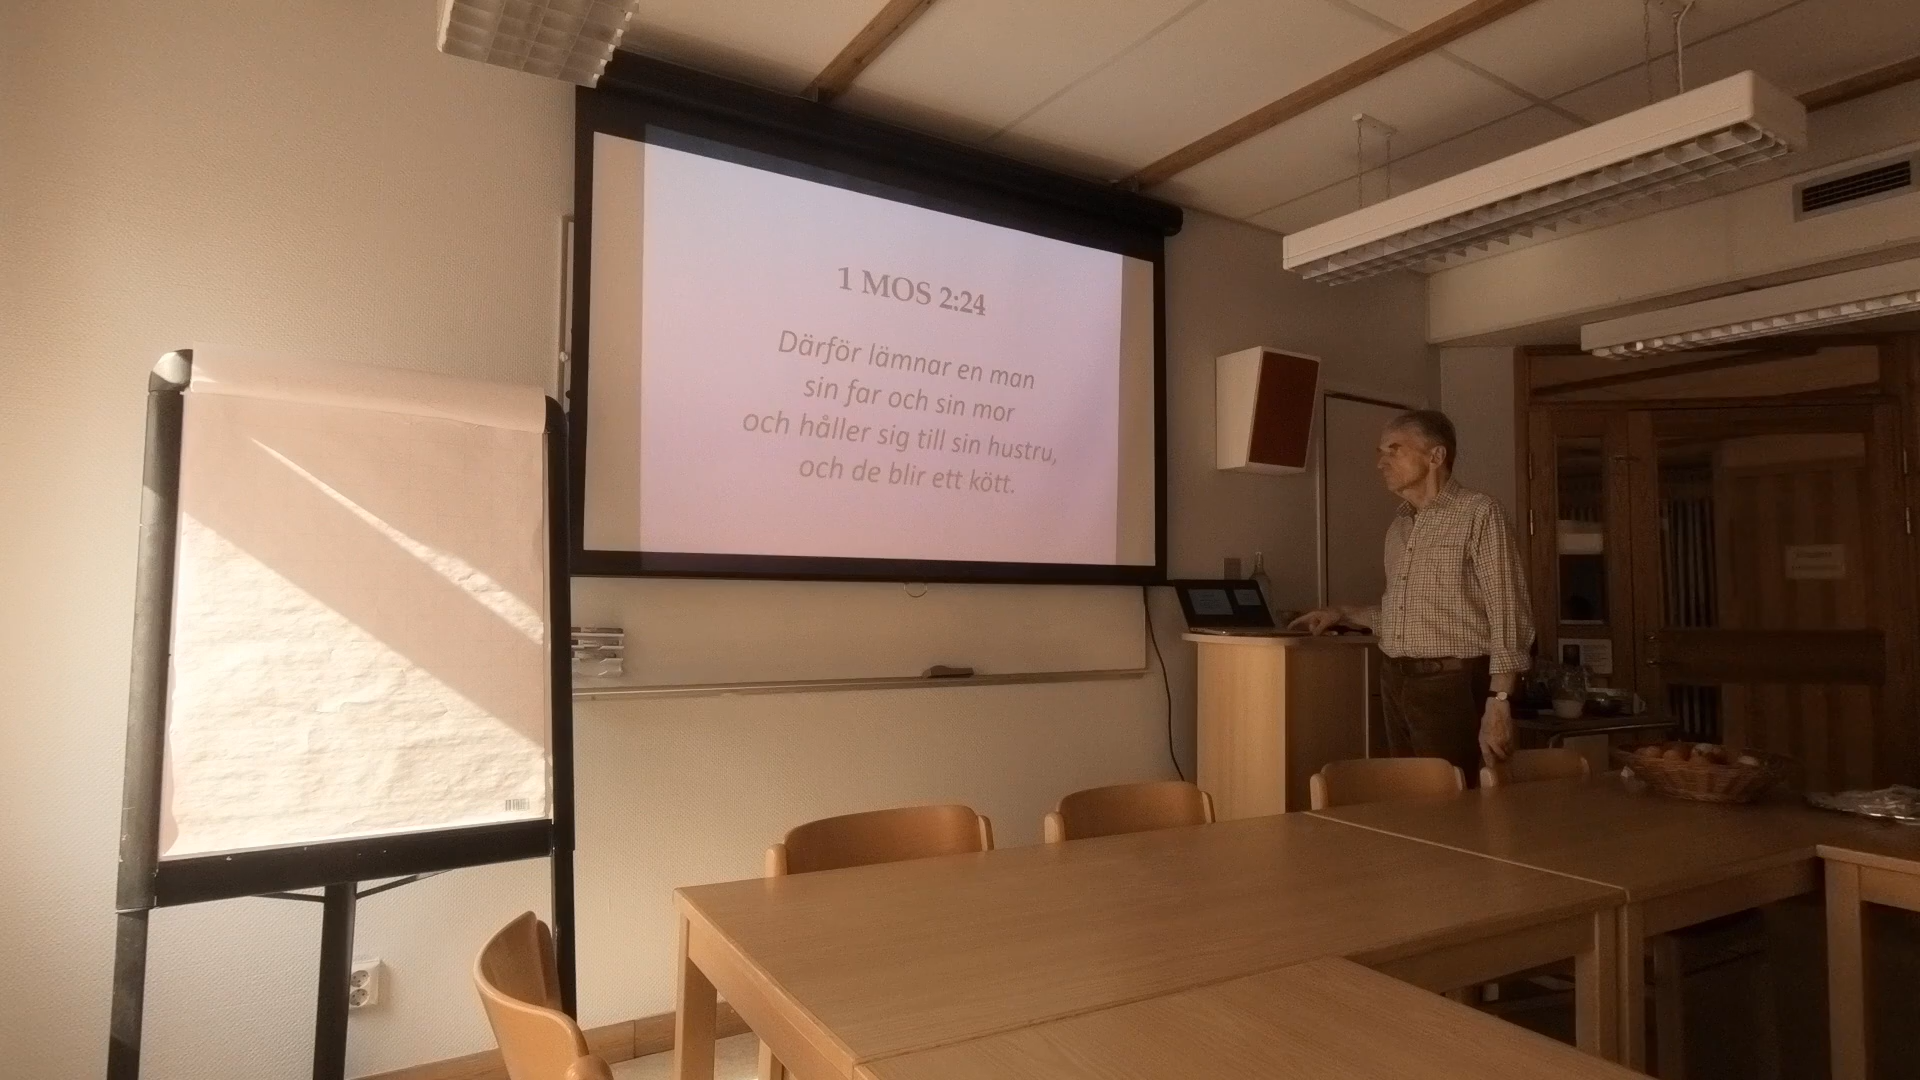 1 MOS 2:24
Därför lämnar en man
sin far och sin mor
och håller sig till sin hustru,
och de blir ett kött.